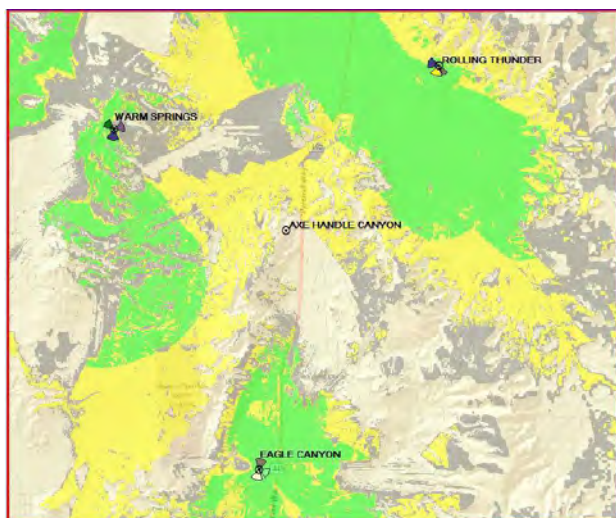 ROLLING THUNDER
WARM SPRINGS
AXE HANDLE CANYON
EAGLE CANYON